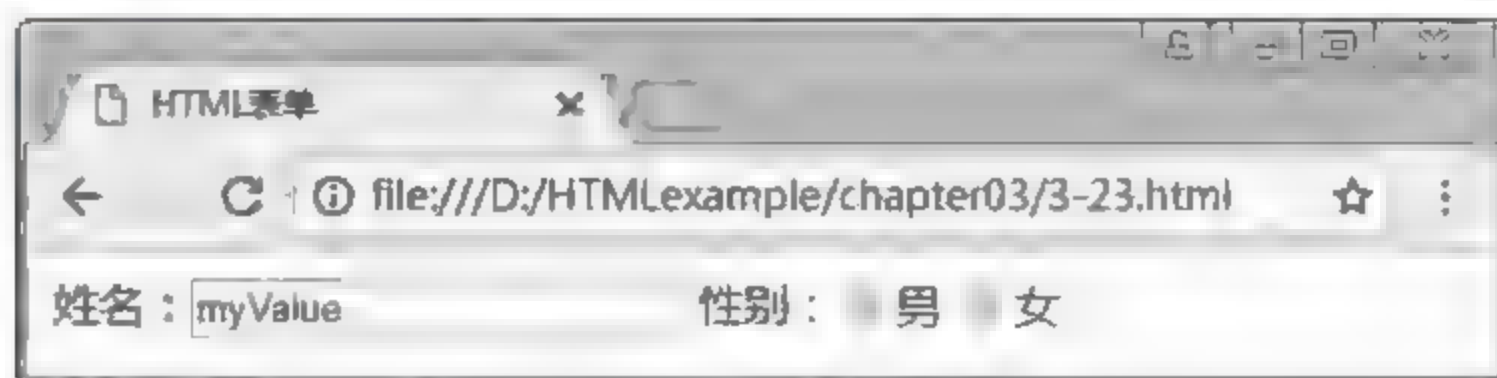 HTML表单
file:///D:/HTMLexample/chapter03/3-23.html
姓名：myValue 性别： 男 女